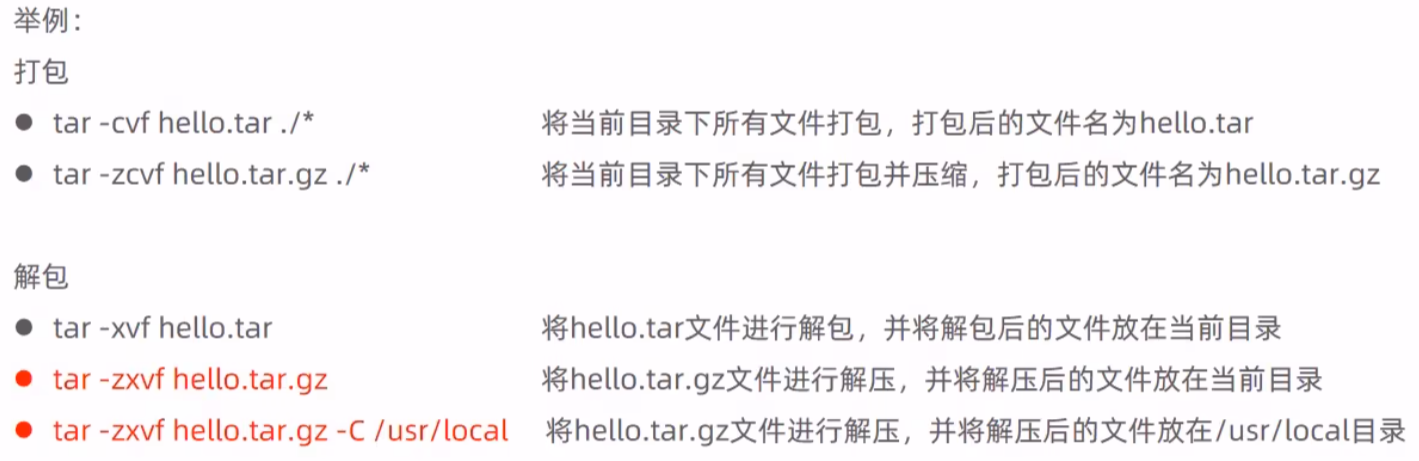 举例：
打包
● tar -cvf hello.tar ./* 将当前目录下所有文件打包，打包后的文件名为hello.tar
● tar -zcvf hello.tar.gz ./* 将当前目录下所有文件打包并压缩，打包后的文件名为hello.tar.gz
解包
● tar -xvf hello.tar 将hello.tar文件进行解包，并将解包后的文件放在当前目录
● tar -zxvf hello.tar.gz 将hello.tar.gz文件进行解压，并将解压后的文件放在当前目录
● tar -zxvf hello.tar.gz -C /usr/local 将hello.tar.gz文件进行解压，并将解压后的文件放在/usr/local目录